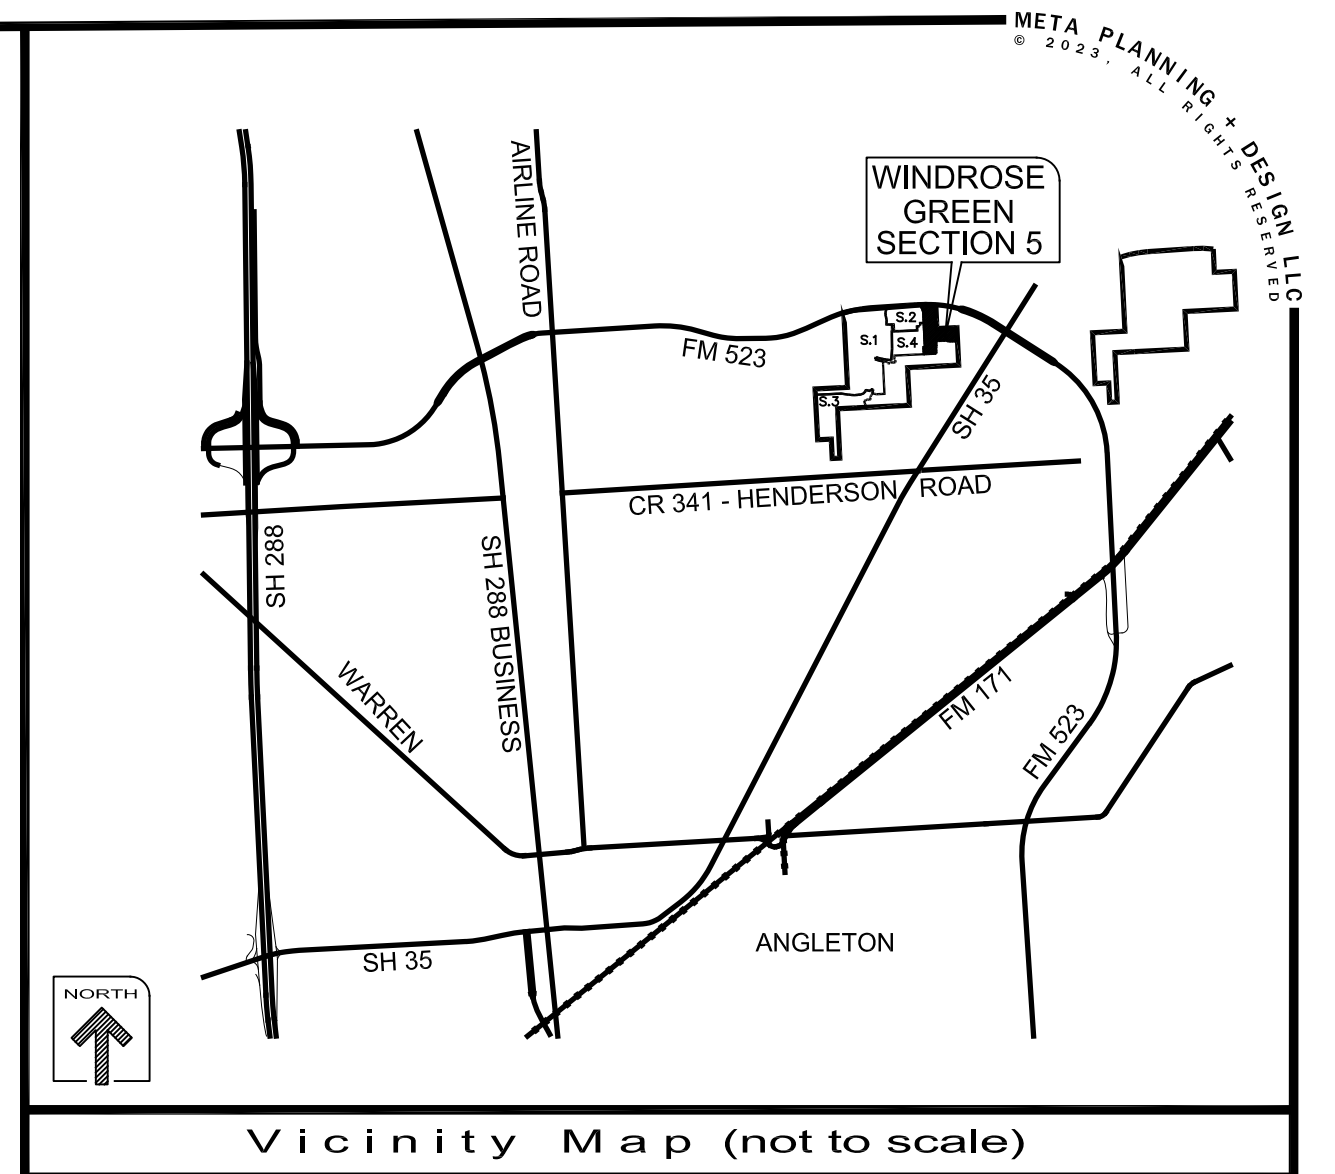 META PLANNING + DESIGN LLC
© 2023, ALL RIGHTS RESERVED
AIRLINE ROAD
WINDROSE
GREEN
SECTION 5
S.2
S.1
S.4
S.3
FM 523
SH 35
CR 341 - HENDERSON ROAD
SH 288
SH 288 BUSINESS
WARREN
FM 171
FM 523
ANGLETON
SH 35
NORTH
Vicinity Map (not to scale)